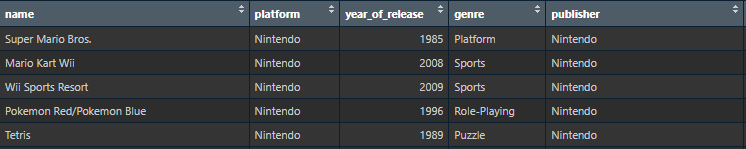 name platform year_of_release genre publisher
Super Mario Bros. Nintendo 1985 Platform Nintendo
Mario Kart Wii Nintendo 2008 Sports Nintendo
Wii Sports Resort Nintendo 2009 Sports Nintendo
Pokemon Red/Pokemon Blue Nintendo 1996 Role-Playing Nintendo
Tetris Nintendo 1989 Puzzle Nintendo